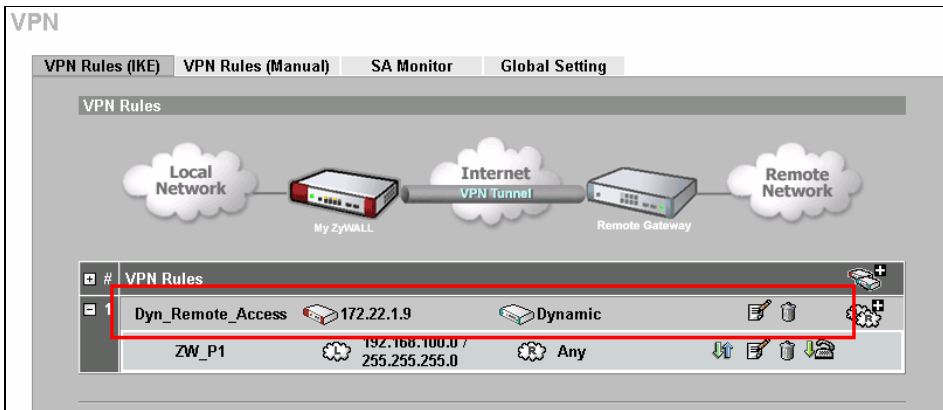 VPN
VPN Rules (IKE) VPN Rules (Manual) SA Monitor Global Setting
VPN Rules
Local
Network
Internet
VPN Tunnel
Remote
Network
My ZyWALL
Remote Gateway
# VPN Rules
1 Dyn_Remote_Access 172.22.1.9 Dynamic
ZW_P1 L 192.168.100.0 /
255.255.255.0 R Any